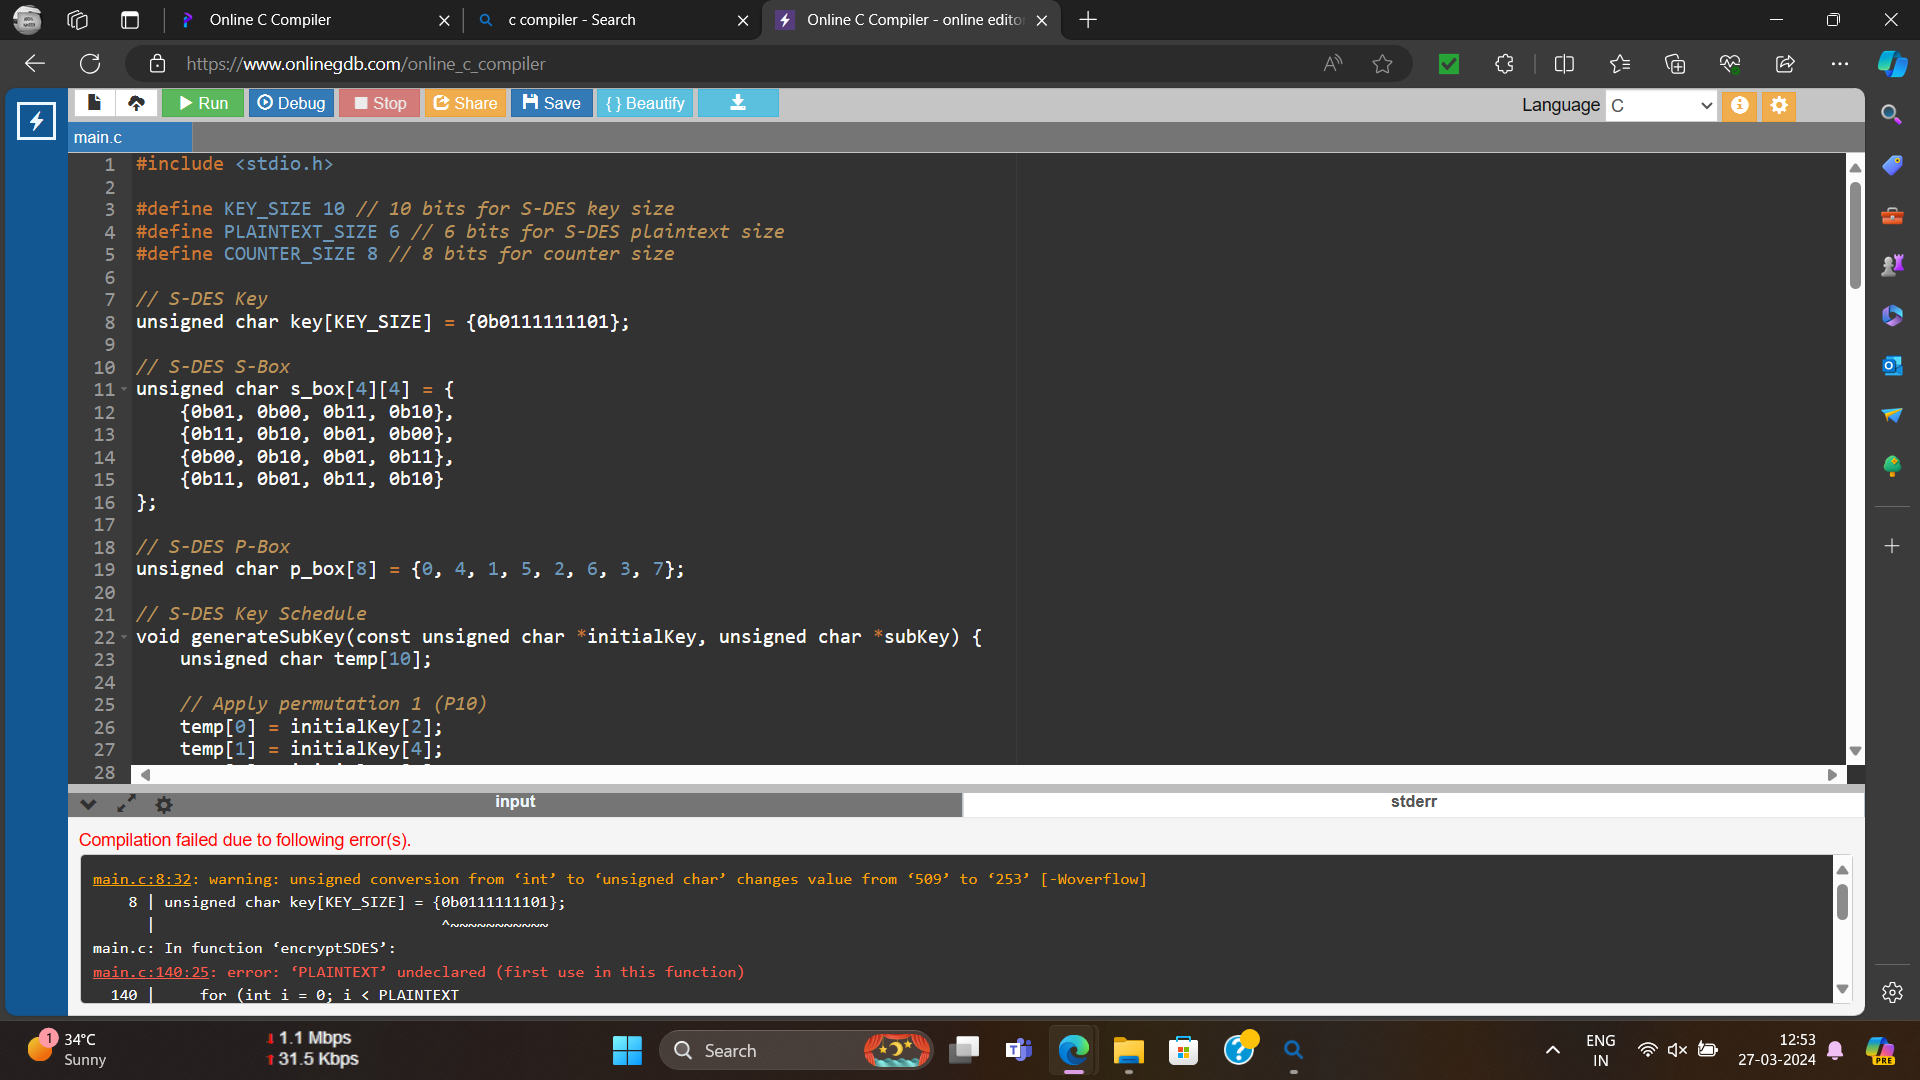 Online C Compiler
c compiler - Search
Online C Compiler - online edito
https://www.onlinegdb.com/online_c_compiler
Run
Debug
Stop
Share
Save
{ } Beautify
Language
C
main.c
1 #include <stdio.h>
2
3 #define KEY_SIZE 10 // 10 bits for S-DES key size
4 #define PLAINTEXT_SIZE 6 // 6 bits for S-DES plaintext size
5 #define COUNTER_SIZE 8 // 8 bits for counter size
6
7 // S-DES Key
8 unsigned char key[KEY_SIZE] = {0b0111111101};
9
10 // S-DES S-Box
11 unsigned char s_box[4][4] = {
12 {0b01, 0b00, 0b11, 0b10},
13 {0b11, 0b10, 0b01, 0b00},
14 {0b00, 0b10, 0b01, 0b11},
15 {0b11, 0b01, 0b11, 0b10}
16 };
17
18 // S-DES P-Box
19 unsigned char p_box[8] = {0, 4, 1, 5, 2, 6, 3, 7};
20
21 // S-DES Key Schedule
22 void generateSubKey(const unsigned char *initialKey, unsigned char *subKey) {
23 unsigned char temp[10];
24
25 // Apply permutation 1 (P10)
26 temp[0] = initialKey[2];
27 temp[1] = initialKey[4];
28
input
stderr
Compilation failed due to following error(s).
main.c:8:32: warning: unsigned conversion from ‘int’ to ‘unsigned char’ changes value from ‘509’ to ‘253’ [-Woverflow]
8 | unsigned char key[KEY_SIZE] = {0b0111111101};
| ^~~~~~~~~~~~
main.c: In function ‘encryptSDES’:
main.c:140:25: error: ‘PLAINTEXT’ undeclared (first use in this function)
140 | for (int i = 0; i < PLAINTEXT
1
34°C
Sunny
1.1 Mbps
31.5 Kbps
Search
ENG
IN
12:53
27-03-2024
PRE